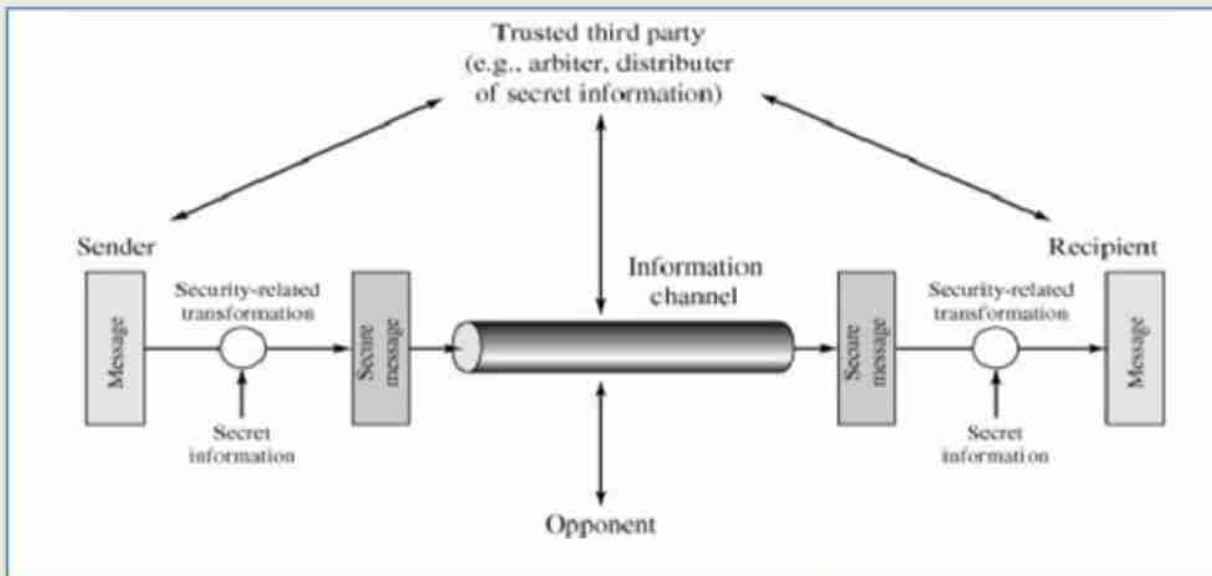 Trusted third party
(e.g., arbiter, distributer
of secret information)
Sender
Recipient
Information
channel
Security-related
transformation
Security-related
transformation
Message
Secure
message
Secure
message
Message
Secret
information
Secret
information
Opponent